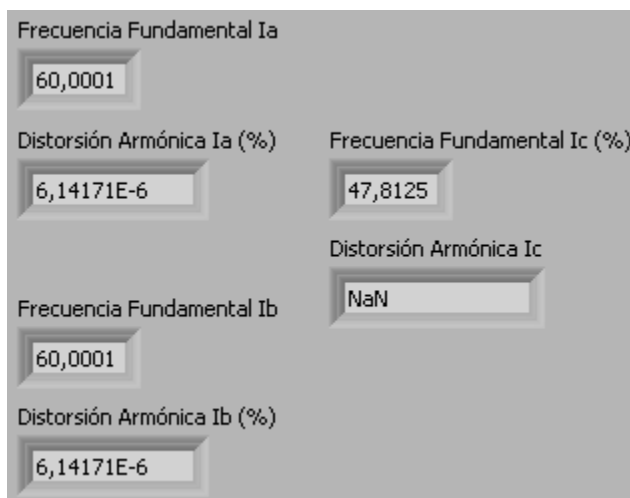 Frecuencia Fundamental Ia
60,0001
Distorsión Armónica Ia (%)
6,14171E-6
Frecuencia Fundamental Ib
60,0001
Distorsión Armónica Ib (%)
6,14171E-6
Frecuencia Fundamental Ic (%)
47,8125
Distorsión Armónica Ic
NaN